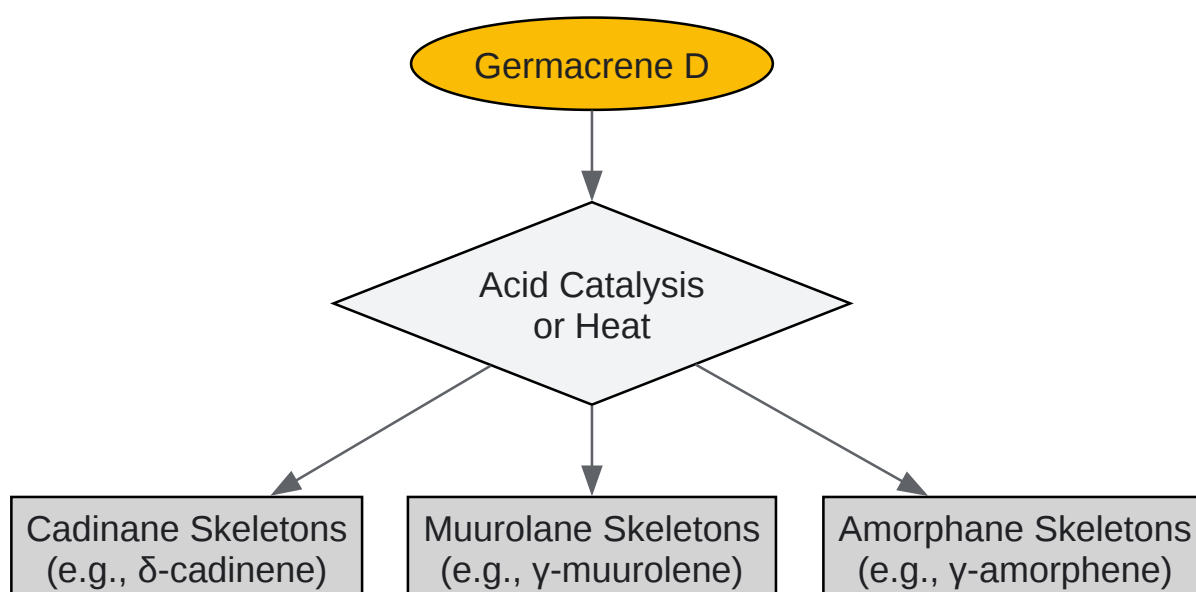 Germacrene D
Acid Catalysis
or Heat
Cadinane Skeletons
(e.g., δ-cadinene)
Muurolane Skeletons
(e.g., γ-muurolene)
Amorphane Skeletons
(e.g., γ-amorphene)